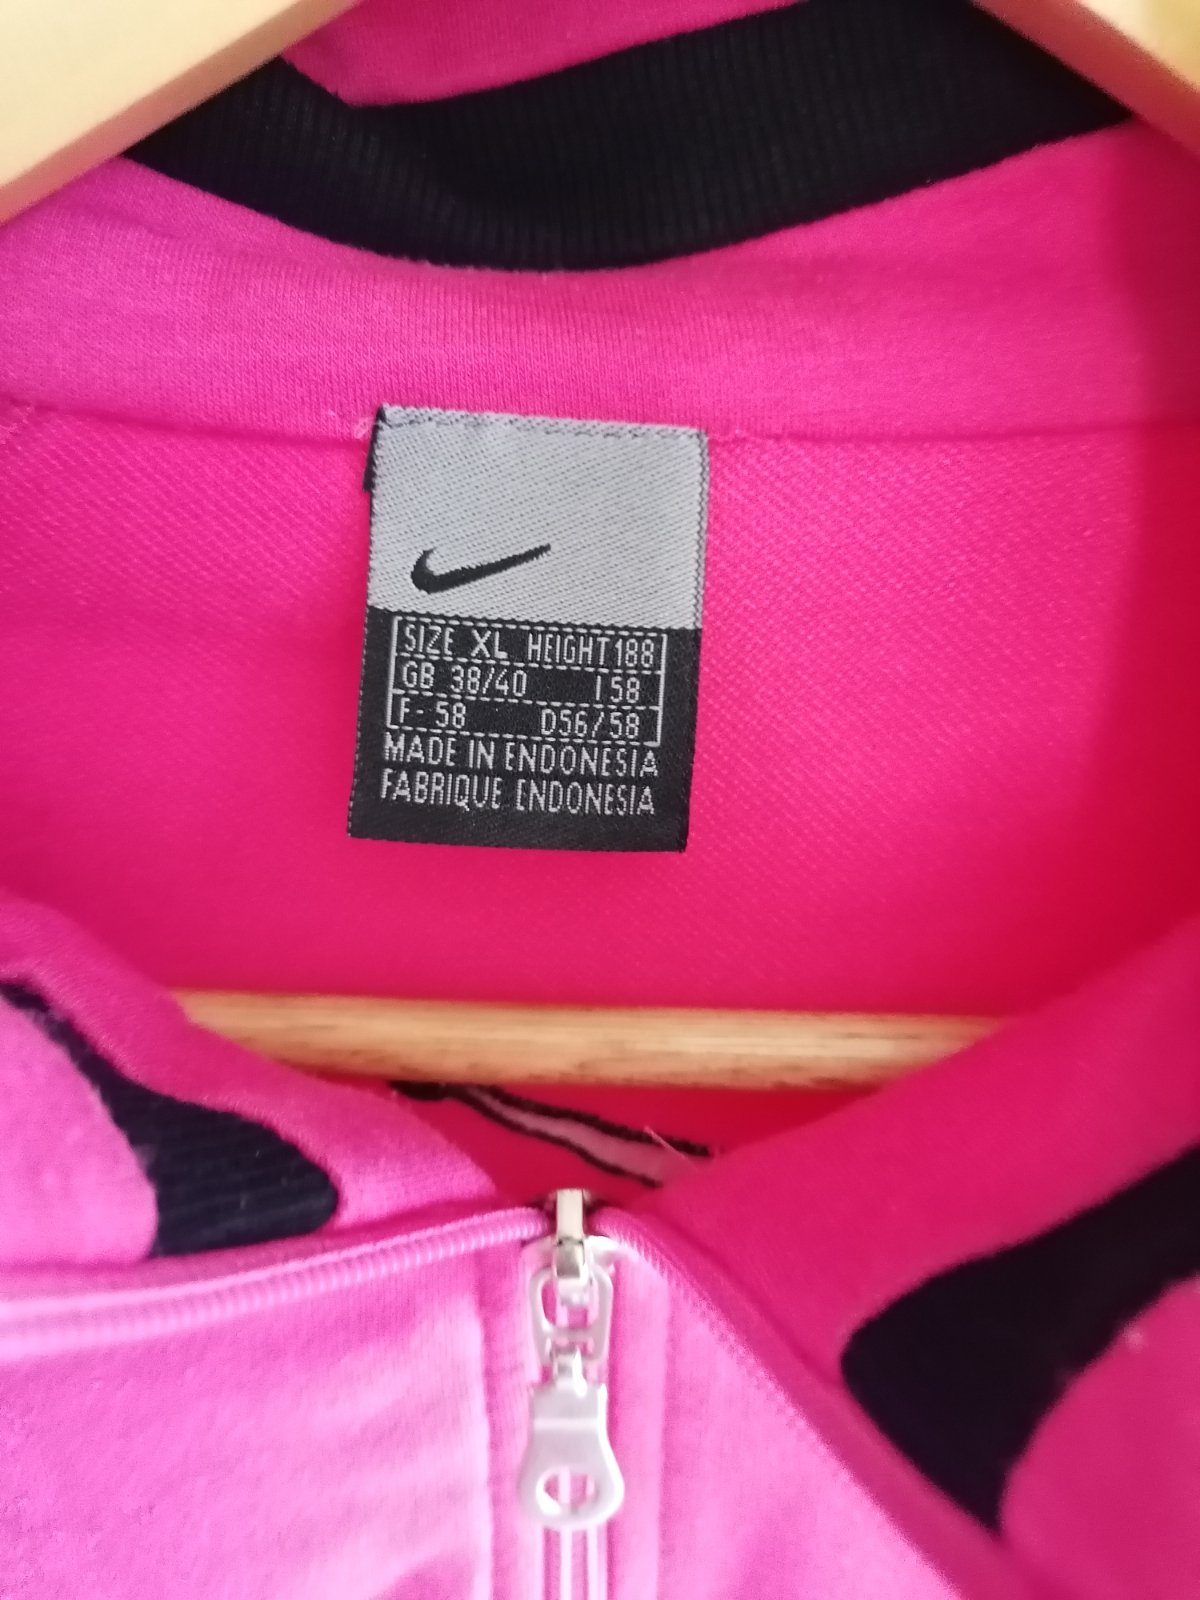 SIZE XL HEIGHT 188
GB 38/40 I 58
F- 58 D56/58
MADE IN ENDONESIA
FABRIQUE ENDONESIA